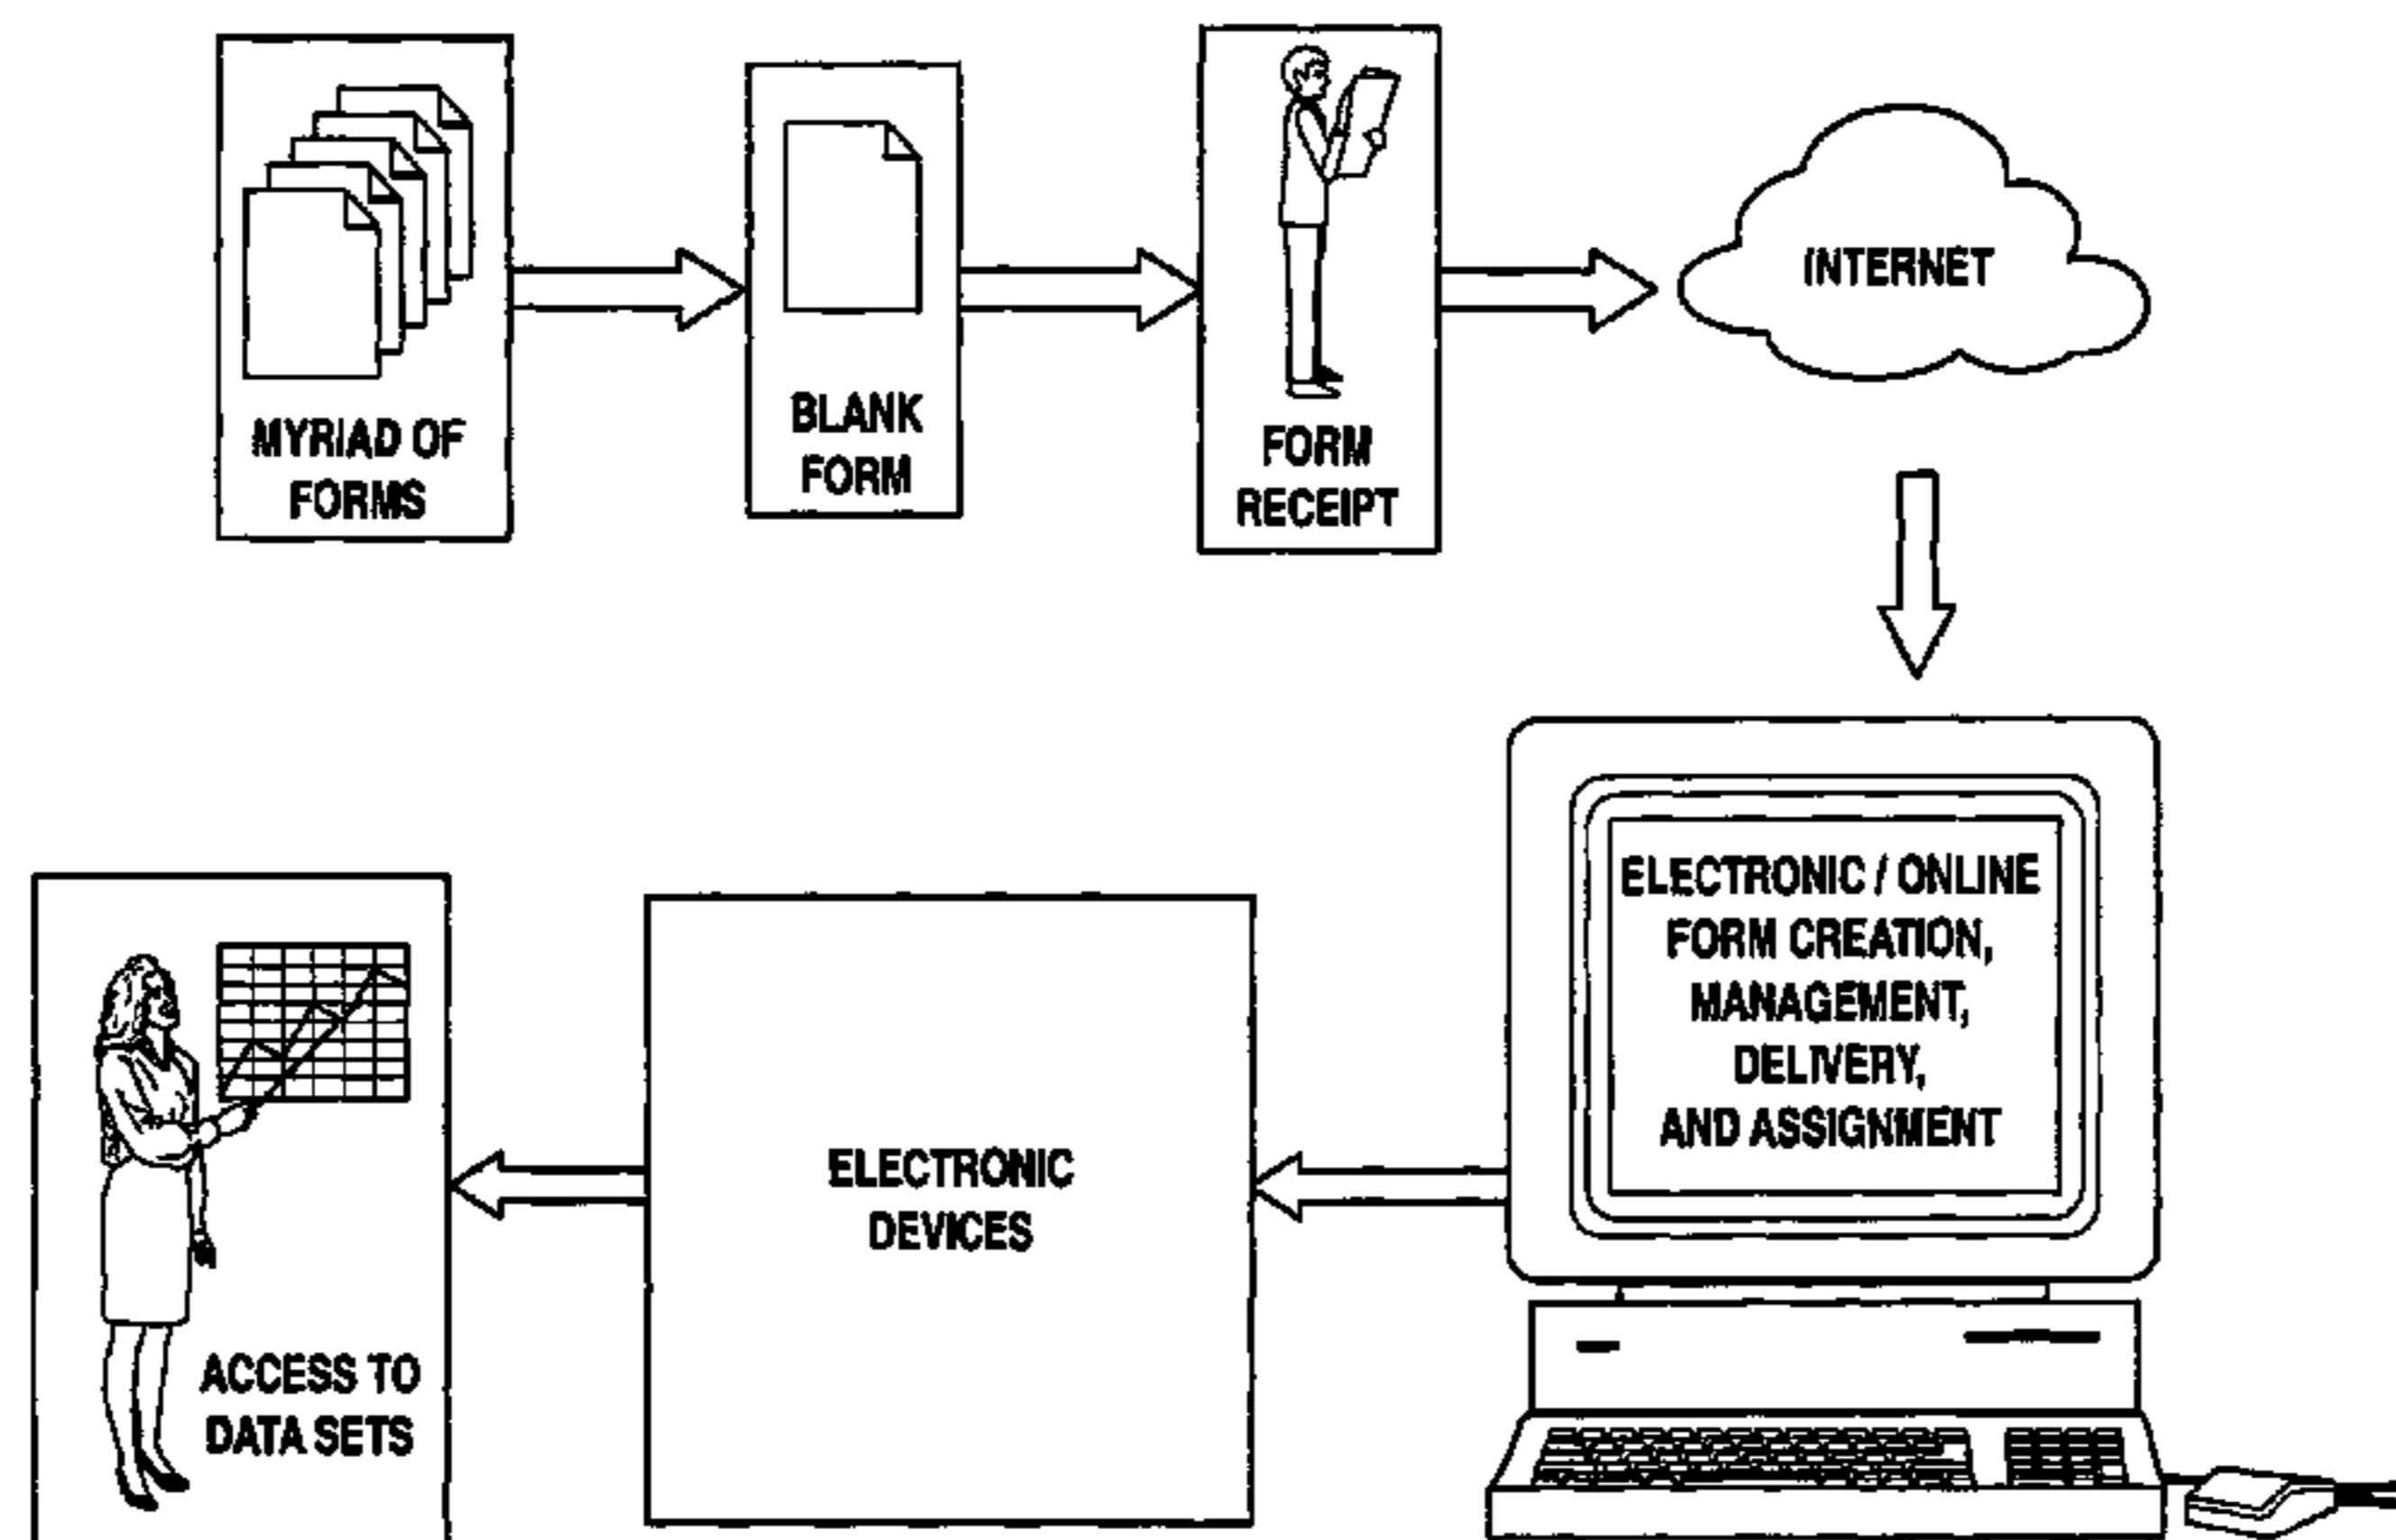 MYRIAD OF
FORMS
BLANK
FORM
FORM
RECEIPT
INTERNET
ELECTRONIC / ONLINE
FORM CREATION,
MANAGEMENT,
DELIVERY,
AND ASSIGNMENT
ELECTRONIC
DEVICES
ACCESS TO
DATA SETS